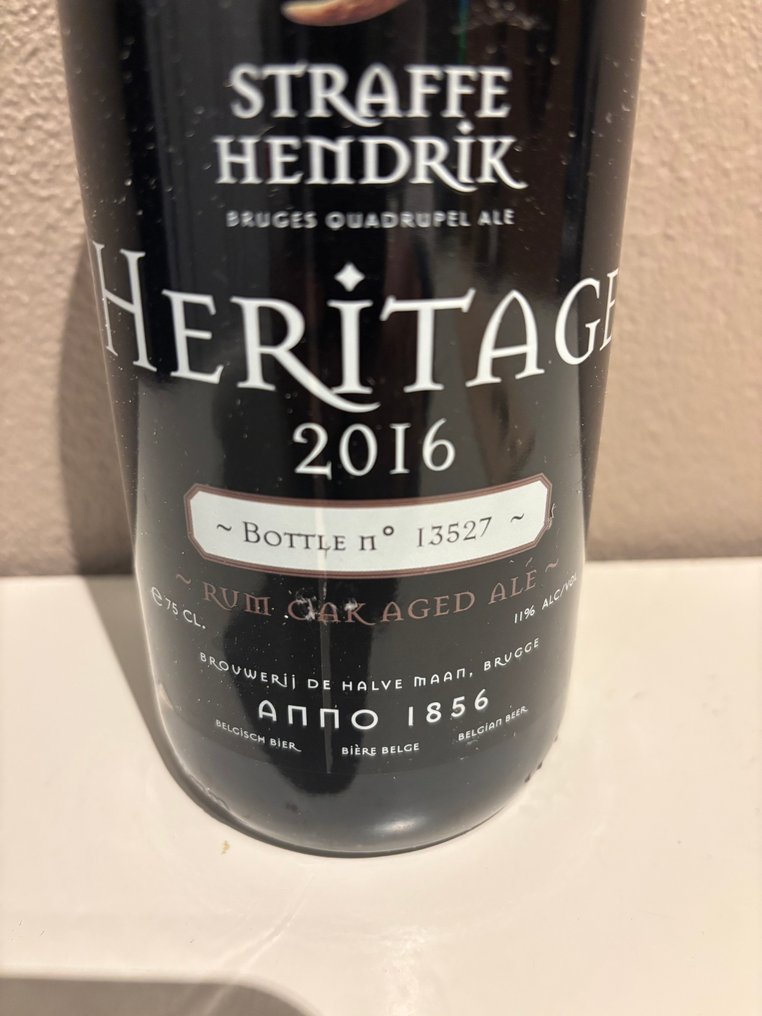 STRAFFE
HENDRIK
BRUGES QUADRUPEL ALE
HERITAGE
2016
~ BOTTLE n° 13527 ~
~ RUM OAK AGED ALE ~
e 75 CL.
11% ALC/VOL
BROUWERIJ DE HALVE MAAN, BRUGGE
ANNO 1856
BELGISCH BIER
BIÈRE BELGE
BELGIAN BEER